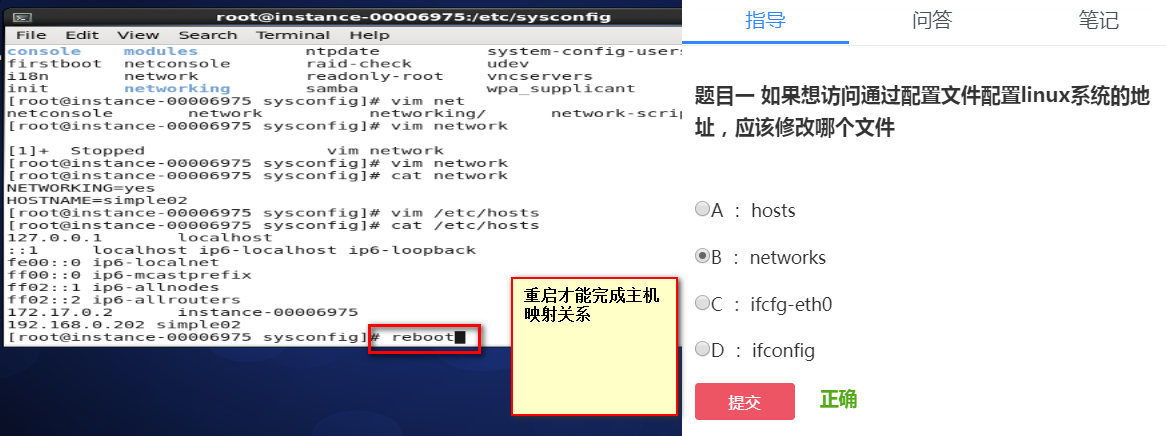 root@instance-00006975:/etc/sysconfig
File Edit View Search Terminal Help
console modules ntpdate system-config-users
firstboot netconsole raid-check udev
i18n network readonly-root vncservers
init networking samba wpa_supplicant
[root@instance-00006975 sysconfig]# vim net
netconsole network networking/ network-scrip
[root@instance-00006975 sysconfig]# vim network
[1]+ Stopped vim network
[root@instance-00006975 sysconfig]# vim network
[root@instance-00006975 sysconfig]# cat network
NETWORKING=yes
HOSTNAME=simple02
[root@instance-00006975 sysconfig]# vim /etc/hosts
[root@instance-00006975 sysconfig]# cat /etc/hosts
127.0.0.1 localhost
::1 localhost ip6-localhost ip6-loopback
fe00::0 ip6-localnet
ff00::0 ip6-mcastprefix
ff02::1 ip6-allnodes
ff02::2 ip6-allrouters
172.17.0.2 instance-00006975
192.168.0.202 simple02
[root@instance-00006975 sysconfig]# reboot
重启才能完成主机
映射关系
指导 问答 笔记
题目一 如果想访问通过配置文件配置linux系统的地
址，应该修改哪个文件
A ： hosts
B ： networks
C ： ifcfg-eth0
D ： ifconfig
提交 正确